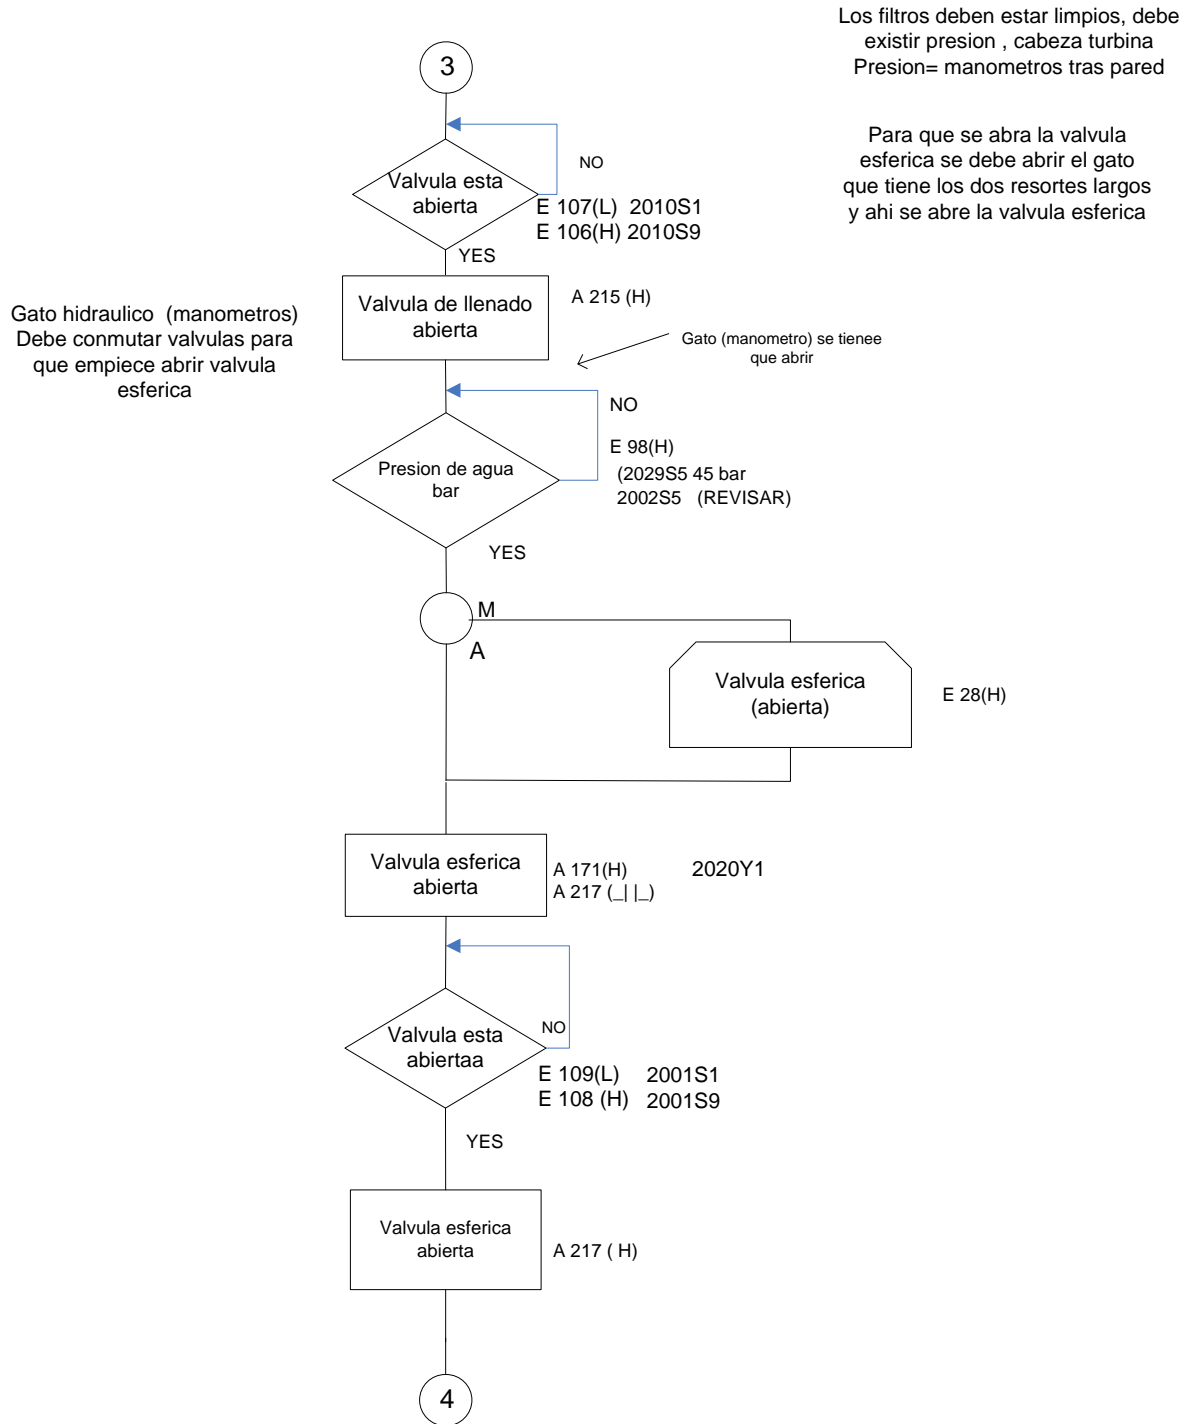 Los filtros deben estar limpios, debe
existir presion , cabeza turbina
Presion= manometros tras pared
3
Para que se abra la valvula
esferica se debe abrir el gato
que tiene los dos resortes largos
y ahi se abre la valvula esferica
NO
Valvula esta
abierta
E 107(L) 2010S1
E 106(H) 2010S9
YES
Valvula de llenado
abierta
A 215 (H)
Gato hidraulico (manometros)
Debe conmutar valvulas para
que empiece abrir valvula
esferica
Gato (manometro) se tienee
que abrir
NO
E 98(H)
(2029S5 45 bar
2002S5 (REVISAR)
Presion de agua
bar
YES
M
A
Valvula esferica
(abierta)
E 28(H)
Valvula esferica
abierta
A 171(H) 2020Y1
A 217 (_| |_)
NO
Valvula esta
abiertaa
E 109(L) 2001S1
E 108 (H) 2001S9
YES
Valvula esferica
abierta
A 217 ( H)
4